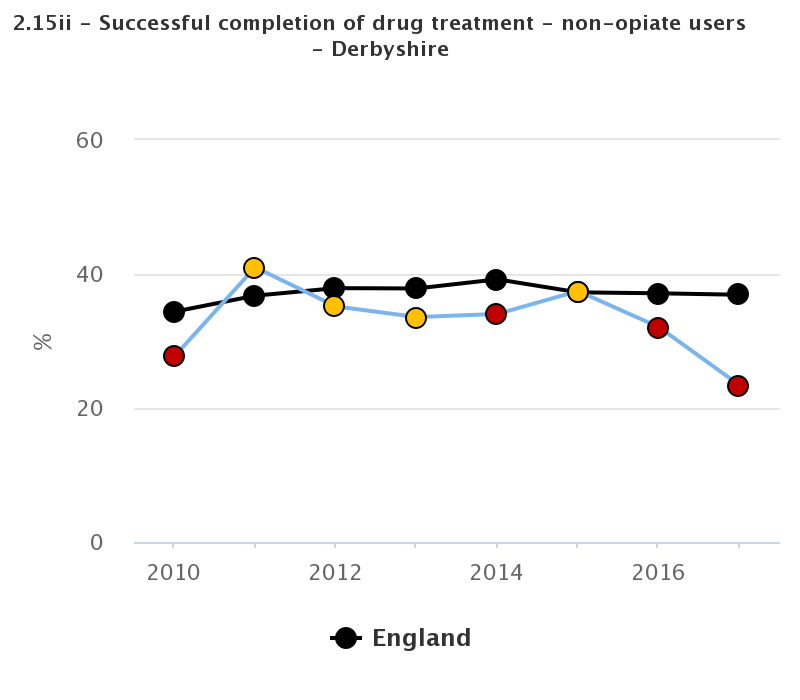 2.15ii – Successful completion of drug treatment – non-opiate users
– Derbyshire
60
40
%
20
0
2010 2012 2014 2016
England